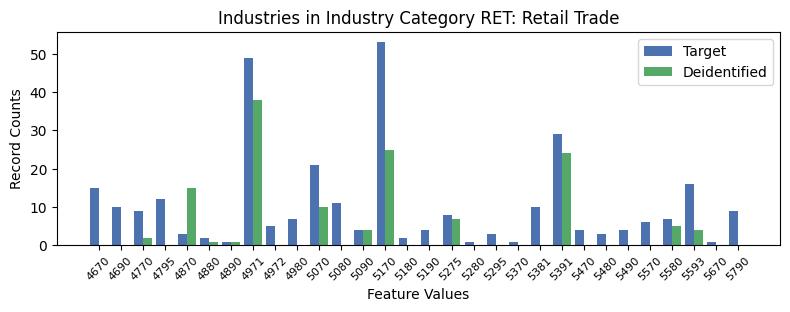 Industries in Industry Category RET: Retail Trade
Target
Deidentified
Record Counts
50
40
30
20
10
0
4670 4690 4770 4795 4870 4880 4890 4971 4972 4980 5070 5080 5090 5170 5180 5190 5275 5280 5295 5370 5381 5391 5470 5480 5490 5570 5580 5593 5670 5790
Feature Values